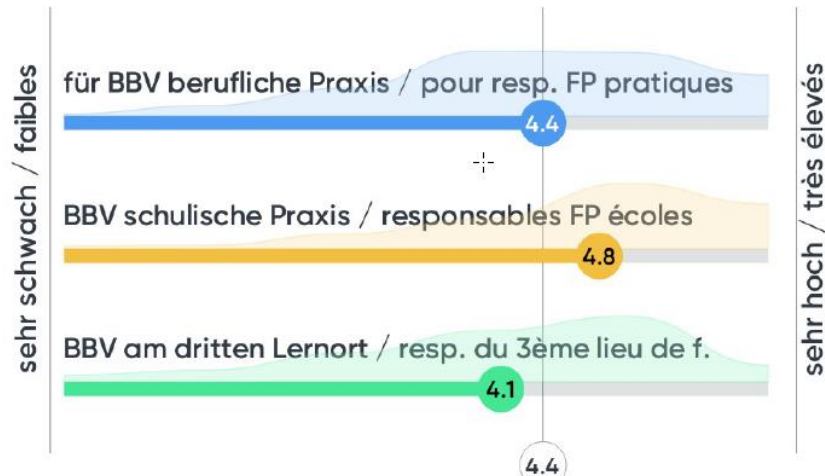 sehr schwach / faibles
für BBV berufliche Praxis / pour resp. FP pratiques
4.4
BBV schulische Praxis / responsables FP écoles
4.8
BBV am dritten Lernort / resp. du 3ème lieu de f.
4.1
4.4
sehr hoch / très élevés